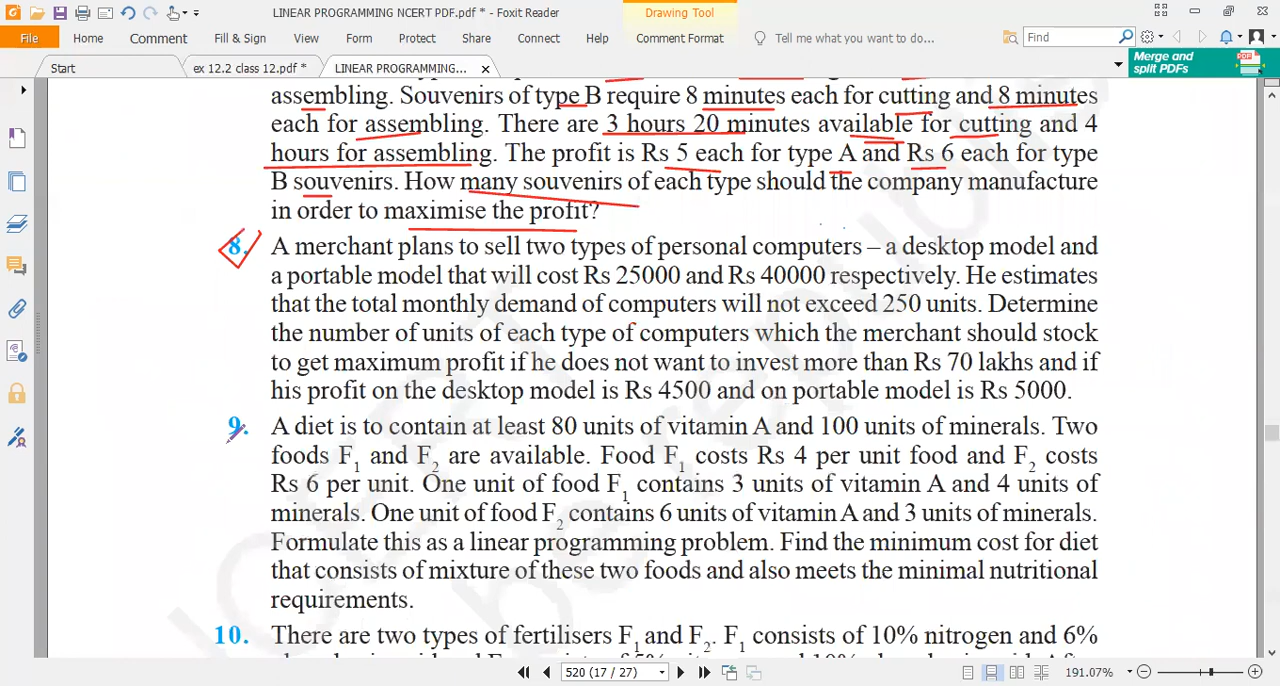 LINEAR PROGRAMMING NCERT PDF.pdf * - Foxit Reader
Drawing Tool
File Home Comment Fill & Sign View Form Protect Share Connect Help Comment Format Tell me what you want to do... Find
Start ex 12.2 class 12.pdf * LINEAR PROGRAMMING... Merge and split PDFs
assembling. Souvenirs of type B require 8 minutes each for cutting and 8 minutes
each for assembling. There are 3 hours 20 minutes available for cutting and 4
hours for assembling. The profit is Rs 5 each for type A and Rs 6 each for type
B souvenirs. How many souvenirs of each type should the company manufacture
in order to maximise the profit?
8. A merchant plans to sell two types of personal computers – a desktop model and
a portable model that will cost Rs 25000 and Rs 40000 respectively. He estimates
that the total monthly demand of computers will not exceed 250 units. Determine
the number of units of each type of computers which the merchant should stock
to get maximum profit if he does not want to invest more than Rs 70 lakhs and if
his profit on the desktop model is Rs 4500 and on portable model is Rs 5000.
9. A diet is to contain at least 80 units of vitamin A and 100 units of minerals. Two
foods F1 and F2 are available. Food F1 costs Rs 4 per unit food and F2 costs
Rs 6 per unit. One unit of food F1 contains 3 units of vitamin A and 4 units of
minerals. One unit of food F2 contains 6 units of vitamin A and 3 units of minerals.
Formulate this as a linear programming problem. Find the minimum cost for diet
that consists of mixture of these two foods and also meets the minimal nutritional
requirements.
10. There are two types of fertilisers F1 and F2. F1 consists of 10% nitrogen and 6%
520 (17 / 27) 191.07%